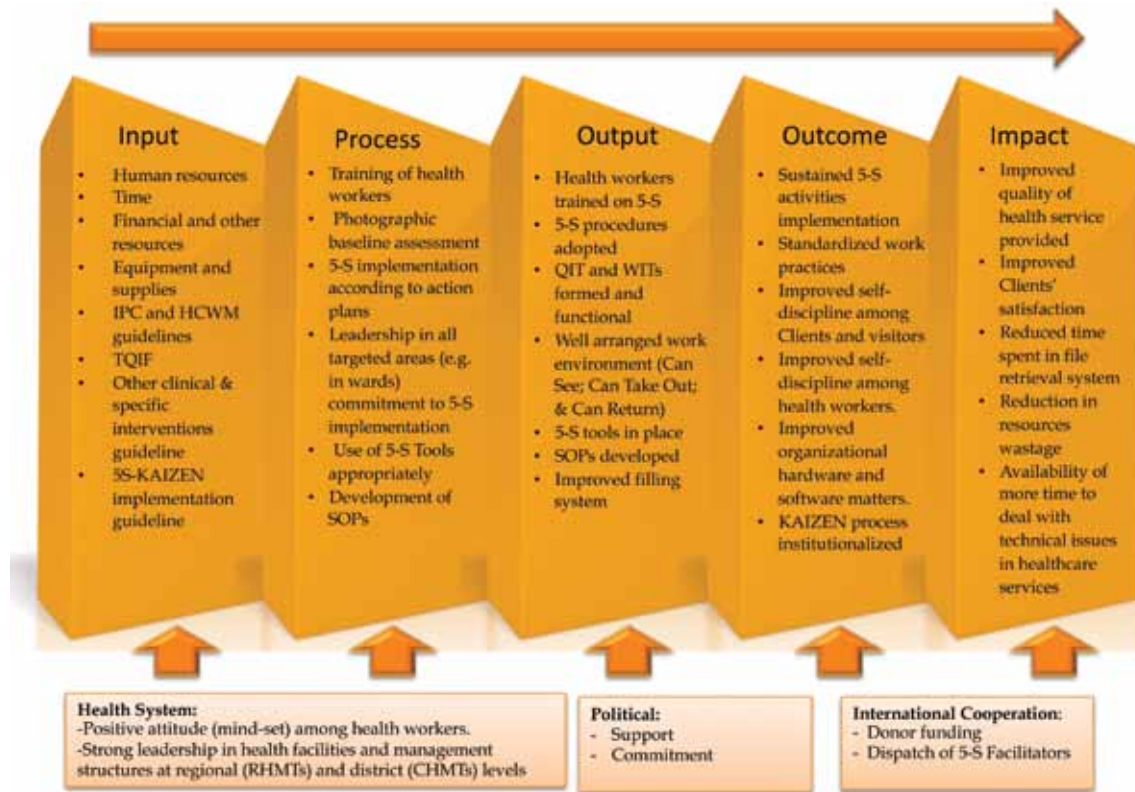 Input
Human resources
Time
Financial and other
resources
Equipment and
supplies
IPC and HCWM
guidelines
TQIF
Other clinical &
specific
interventions
guideline
5S-KAIZEN
implementation
guideline
Process
Training of health
workers
Photographic
baseline assessment
5-S implementation
according to action
plans
Leadership in all
targeted areas (e.g.
in wards)
commitment to 5-S
implementation
Use of 5-S Tools
appropriately
Development of
SOPs
Output
Health workers
trained on 5-S
5-S procedures
adopted
QIT and WITs
formed and
functional
Well arranged work
environment (Can
See; Can Take Out;
& Can Return)
5-S tools in place
SOPs developed
Improved filling
system
Outcome
Sustained 5-S
activities
implementation
Standardized work
practices
Improved self-
discipline among
Clients and visitors
Improved self-
discipline among
health workers.
Improved
organizational
hardware and
software matters.
KAIZEN process
institutionalized
Impact
Improved
quality of
health service
provided
Improved
Clients'
satisfaction
Reduced time
spent in file
retrieval system
Reduction in
resources
wastage
Availability of
more time to
deal with
technical issues
in healthcare
services
Health System:
-Positive attitude (mind-set) among health workers.
-Strong leadership in health facilities and management
structures at regional (RHMTs) and district (CHMTs) levels
Political:
- Support
- Commitment
International Cooperation:
- Donor funding
- Dispatch of 5-S Facilitators